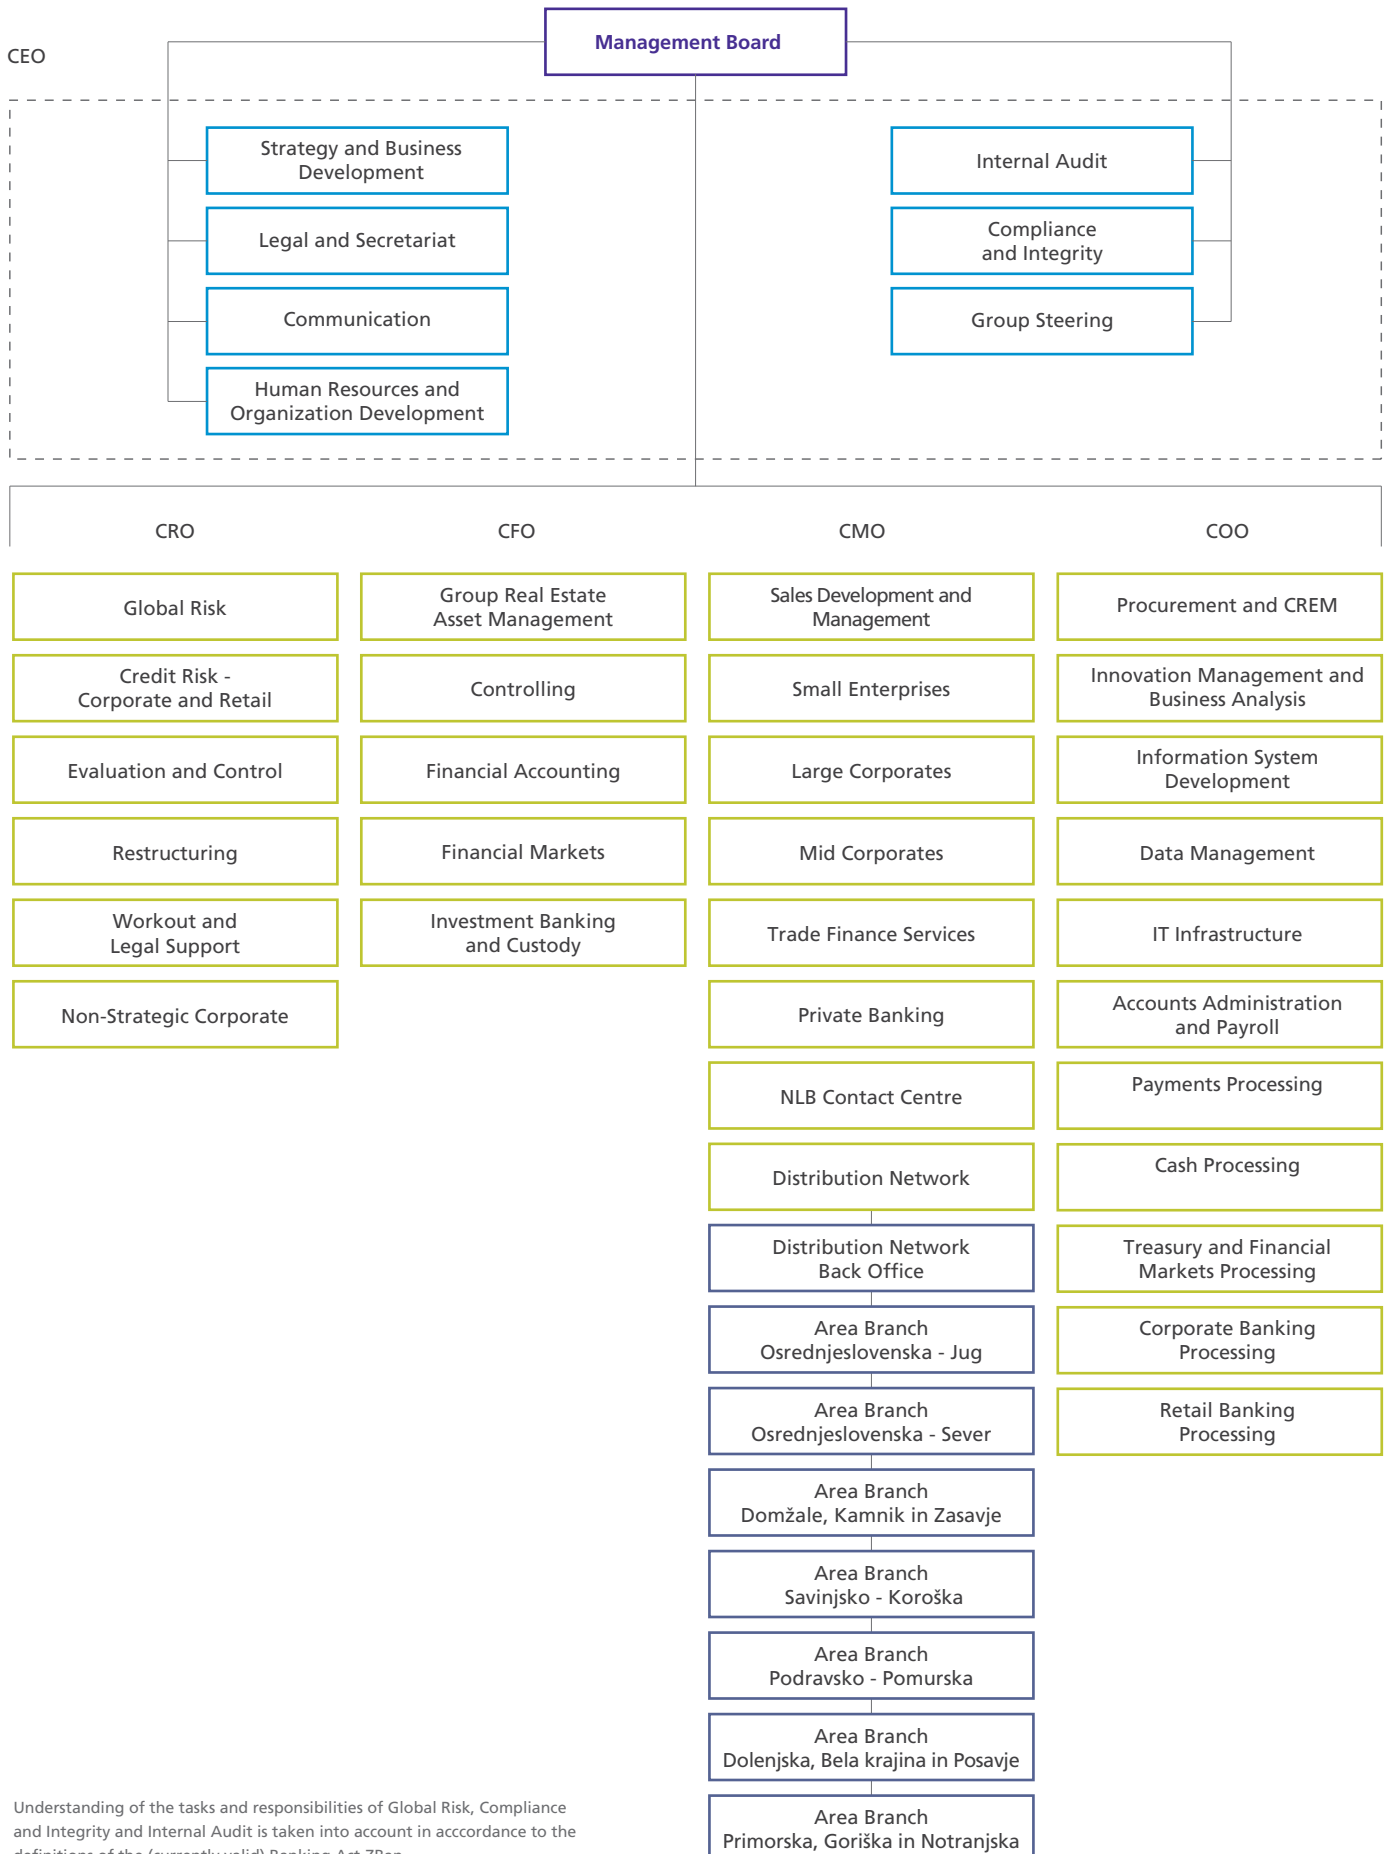 Management Board
CEO
Strategy and Business
Development
Legal and Secretariat
Communication
Human Resources and
Organization Development
Internal Audit
Compliance
and Integrity
Group Steering
CRO
CFO
CMO
COO
Global Risk
Credit Risk -
Corporate and Retail
Evaluation and Control
Restructuring
Workout and
Legal Support
Non-Strategic Corporate
Group Real Estate
Asset Management
Controlling
Financial Accounting
Financial Markets
Investment Banking
and Custody
Sales Development and
Management
Small Enterprises
Large Corporates
Mid Corporates
Trade Finance Services
Private Banking
NLB Contact Centre
Distribution Network
Distribution Network
Back Office
Area Branch
Osrednjeslovenska - Jug
Area Branch
Osrednjeslovenska - Sever
Area Branch
Domžale, Kamnik in Zasavje
Area Branch
Savinjsko - Koroška
Area Branch
Podravsko - Pomurska
Area Branch
Dolenjska, Bela krajina in Posavje
Area Branch
Primorska, Goriška in Notranjska
Procurement and CREM
Innovation Management and
Business Analysis
Information System
Development
Data Management
IT Infrastructure
Accounts Administration
and Payroll
Payments Processing
Cash Processing
Treasury and Financial
Markets Processing
Corporate Banking
Processing
Retail Banking
Processing
Understanding of the tasks and responsibilities of Global Risk, Compliance
and Integrity and Internal Audit is taken into account in acccordance to the
definitions of the (currently valid) Banking Act ZBan